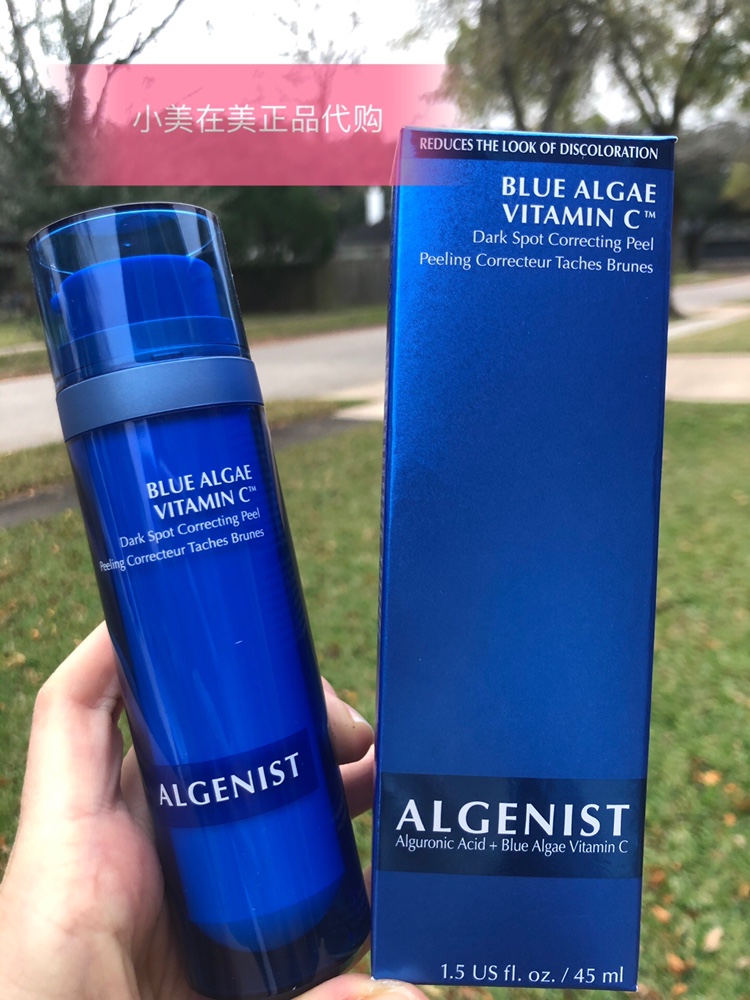 小美在美正品代购
REDUCES THE LOOK OF DISCOLORATION
BLUE ALGAE
VITAMIN C™
Dark Spot Correcting Peel
Peeling Correcteur Taches Brunes
ALGENIST
Alguronic Acid + Blue Algae Vitamin C
1.5 US fl. oz. / 45 ml
BLUE ALGAE
VITAMIN C™
Dark Spot Correcting Peel
Peeling Correcteur Taches Brunes
ALGENIST